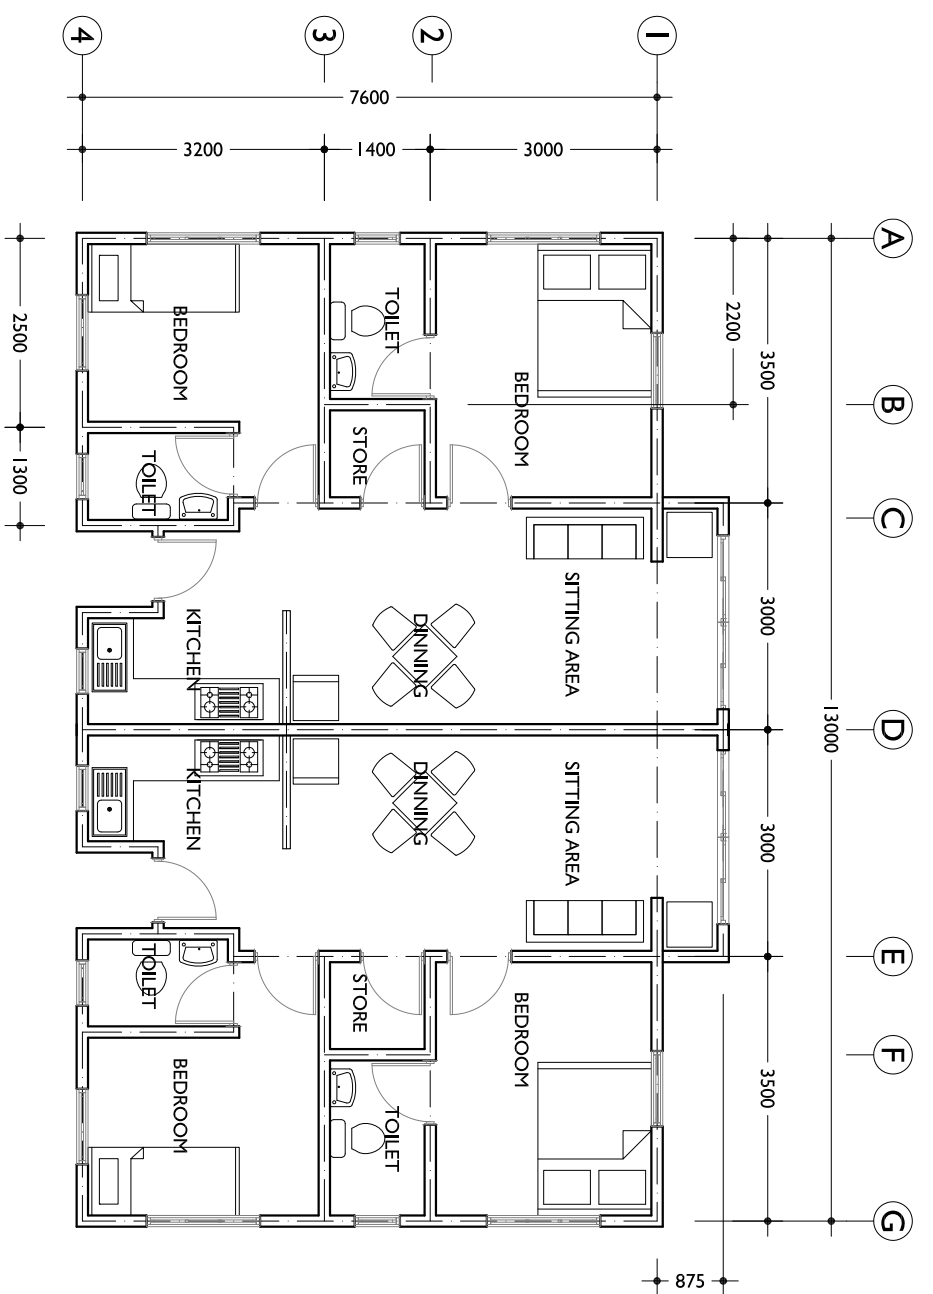 4
3
2
1
7600
3200
1400
3000
A
B
C
D
E
F
G
2200
3500
3000
13000
3000
3500
875
2500
1300
BEDROOM
TOILET
BEDROOM
STORE
TOILET
KITCHEN
DINNING
SITTING AREA
KITCHEN
DINNING
SITTING AREA
TOILET
STORE
BEDROOM
BEDROOM
TOILET